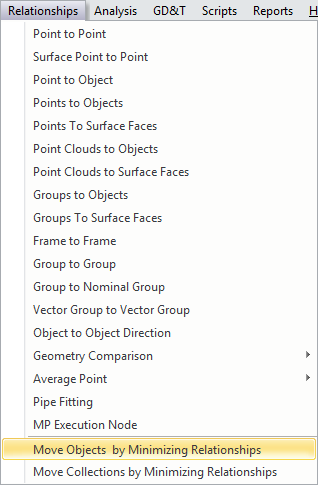 Relationships Analysis GD&T Scripts Reports H
Point to Point
Surface Point to Point
Point to Object
Points to Objects
Points To Surface Faces
Point Clouds to Objects
Point Clouds to Surface Faces
Groups to Objects
Groups To Surface Faces
Frame to Frame
Group to Group
Group to Nominal Group
Vector Group to Vector Group
Object to Object Direction
Geometry Comparison
Average Point
Pipe Fitting
MP Execution Node
Move Objects  by Minimizing Relationships
Move Collections by Minimizing Relationships